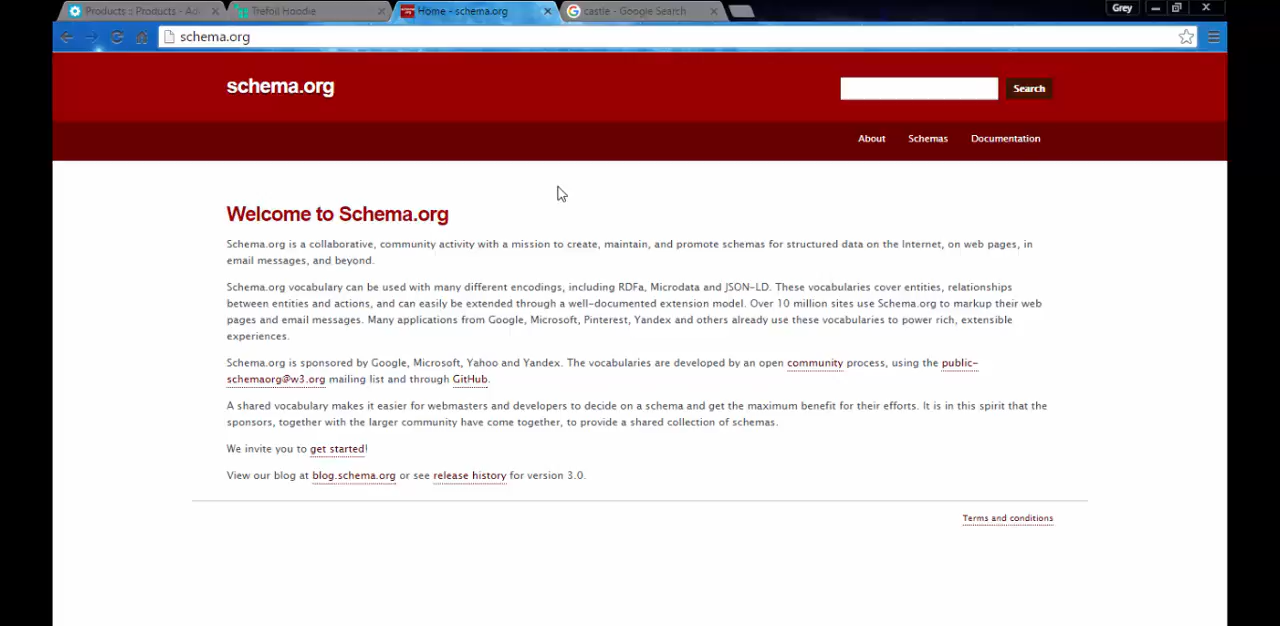 Products :: Products - Ad
Trefoil Hoodie
Home - schema.org
castle - Google Search
Grey
schema.org
schema.org
Search
About Schemas Documentation
Welcome to Schema.org
Schema.org is a collaborative, community activity with a mission to create, maintain, and promote schemas for structured data on the Internet, on web pages, in
email messages, and beyond.
Schema.org vocabulary can be used with many different encodings, including RDFa, Microdata and JSON-LD. These vocabularies cover entities, relationships
between entities and actions, and can easily be extended through a well-documented extension model. Over 10 million sites use Schema.org to markup their web
pages and email messages. Many applications from Google, Microsoft, Pinterest, Yandex and others already use these vocabularies to power rich, extensible
experiences.
Schema.org is sponsored by Google, Microsoft, Yahoo and Yandex. The vocabularies are developed by an open community process, using the public-
schemaorg@w3.org mailing list and through GitHub.
A shared vocabulary makes it easier for webmasters and developers to decide on a schema and get the maximum benefit for their efforts. It is in this spirit that the
sponsors, together with the larger community have come together, to provide a shared collection of schemas.
We invite you to get started!
View our blog at blog.schema.org or see release history for version 3.0.
Terms and conditions